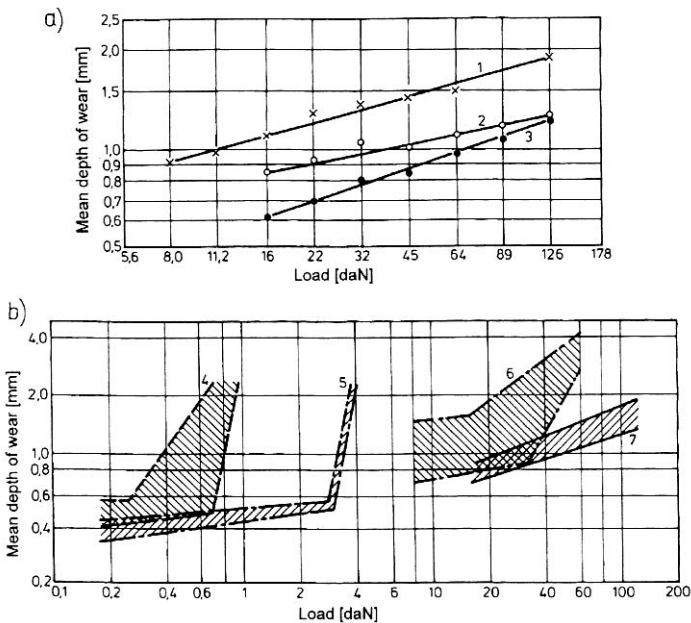 a)
Mean depth of wear [mm]
2,5
2,0
1,5
1,0
0,9
0,8
0,7
0,6
0,5
1
2
3
5,6 8,0 11,2 16 22 32 45 64 89 126 178
Load [daN]
b)
Mean depth of wear [mm]
4,0
2,0
1,0
0,8
0,6
0,4
0,2
4
5
6
7
0,1 0,2 0,4 0,6 1 2 4 10 20 40 60 100 200
Load [daN]